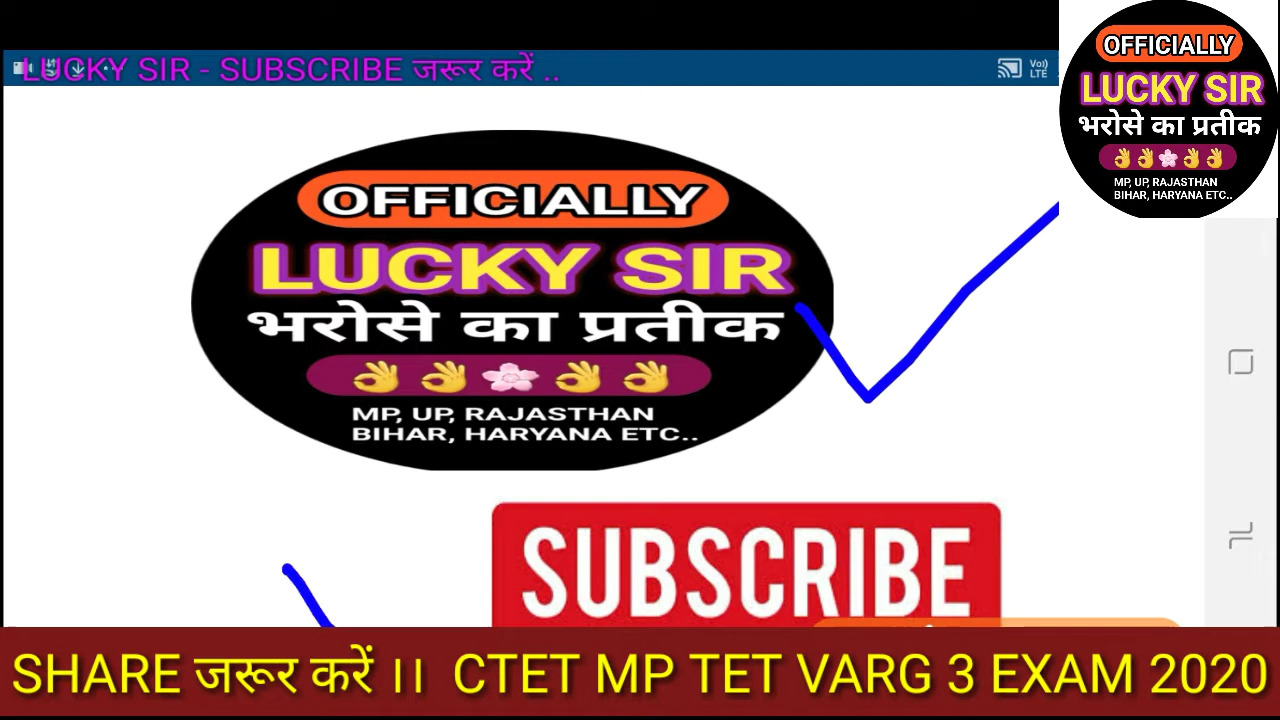 LUCKY SIR - SUBSCRIBE जरूर करें ..
Vo)) LTE
OFFICIALLY
LUCKY SIR
भरोसे का प्रतीक
MP, UP, RAJASTHAN
BIHAR, HARYANA ETC..
OFFICIALLY
LUCKY SIR
भरोसे का प्रतीक
MP, UP, RAJASTHAN
BIHAR, HARYANA ETC..
SUBSCRIBE
SHARE जरूर करें ।। CTET MP TET VARG 3 EXAM 2020